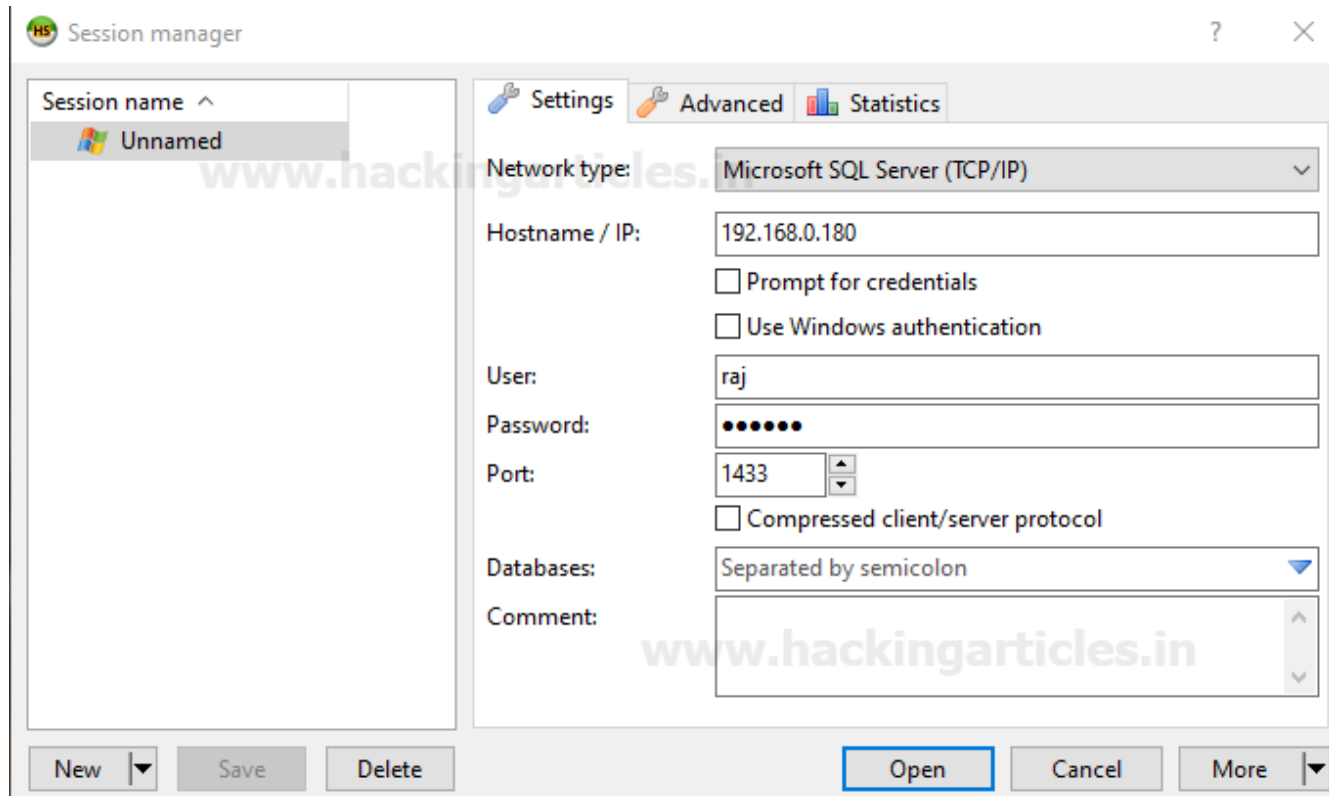 HS Session manager
Session name
Unnamed
Settings Advanced Statistics
Network type: Microsoft SQL Server (TCP/IP)
Hostname / IP: 192.168.0.180
Prompt for credentials
Use Windows authentication
User: raj
Password: ●●●●●●
Port: 1433
Compressed client/server protocol
Databases: Separated by semicolon
Comment:
New Save Delete Open Cancel More
www.hackingarticles.in
www.hackingarticles.in